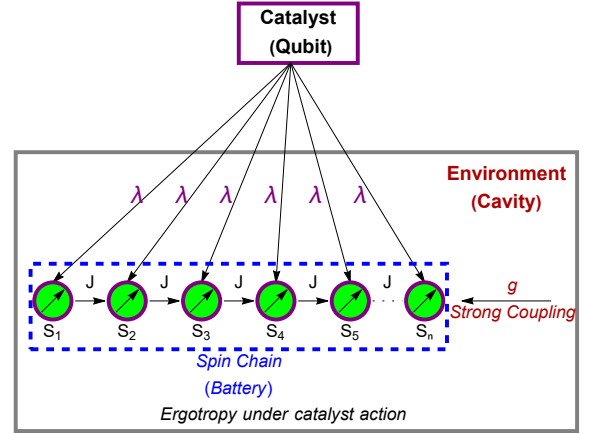 Catalyst
(Qubit)
Environment
(Cavity)
λ λ λ λ λ λ
J J J J J
g
Strong Coupling
S1 S2 S3 S4 S5 Sn
Spin Chain
(Battery)
Ergotropy under catalyst action